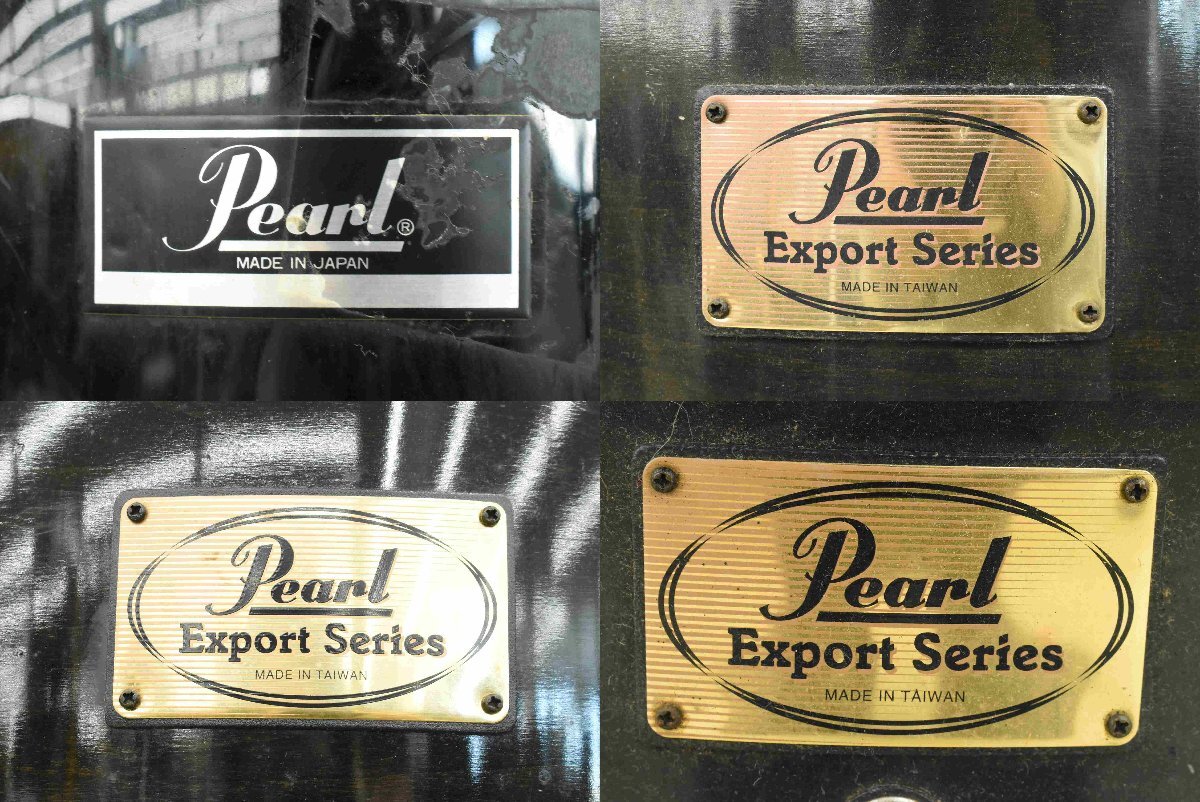 Pearl®
MADE IN JAPAN
Pearl
Export Series
MADE IN TAIWAN
Pearl
Export Series
MADE IN TAIWAN
Pearl
Export Series
MADE IN TAIWAN